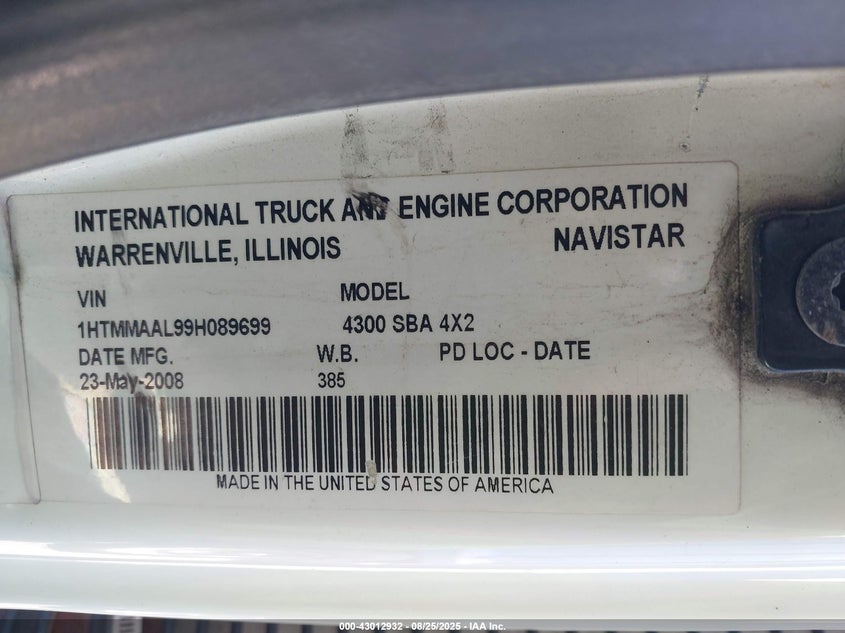 INTERNATIONAL TRUCK AND ENGINE CORPORATION
WARRENVILLE, ILLINOIS NAVISTAR
VIN MODEL
1HTMMAAL99H089699 4300 SBA 4X2
DATE MFG. W.B. PD LOC - DATE
23-May-2008 385
MADE IN THE UNITED STATES OF AMERICA
000-43012932 - 08/25/2025 - IAA Inc.